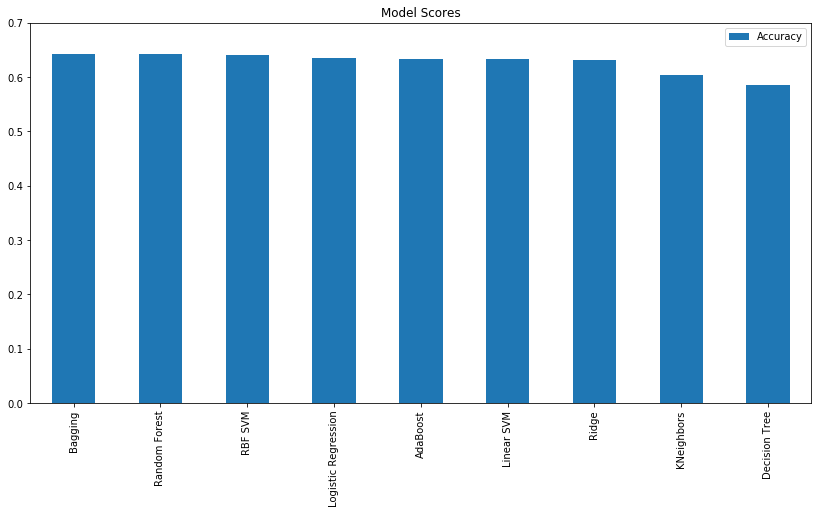 Model Scores
Accuracy
0.7
0.6
0.5
0.4
0.3
0.2
0.1
0.0
Bagging
Random Forest
RBF SVM
Logistic Regression
AdaBoost
Linear SVM
Ridge
KNeighbors
Decision Tree